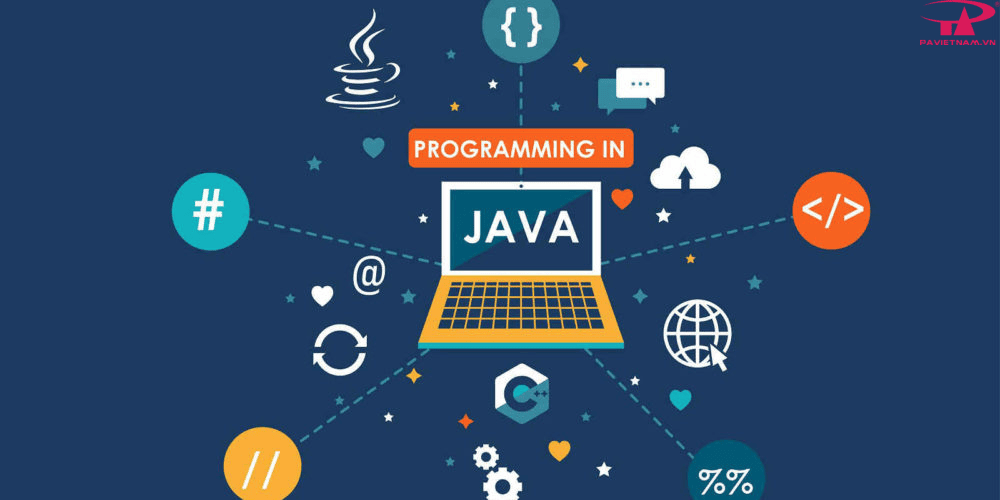 { }
PAVIETNAM.VN
...
PROGRAMMING IN
#
JAVA
</>
@
C++
//
%%